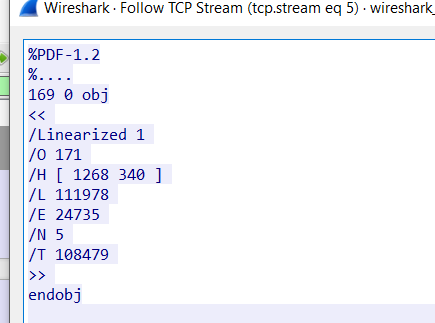 Wireshark · Follow TCP Stream (tcp.stream eq 5) · wireshark_
%PDF-1.2
%....
169 0 obj
<<
/Linearized 1
/O 171
/H [ 1268 340 ]
/L 111978
/E 24735
/N 5
/T 108479
>>
endobj